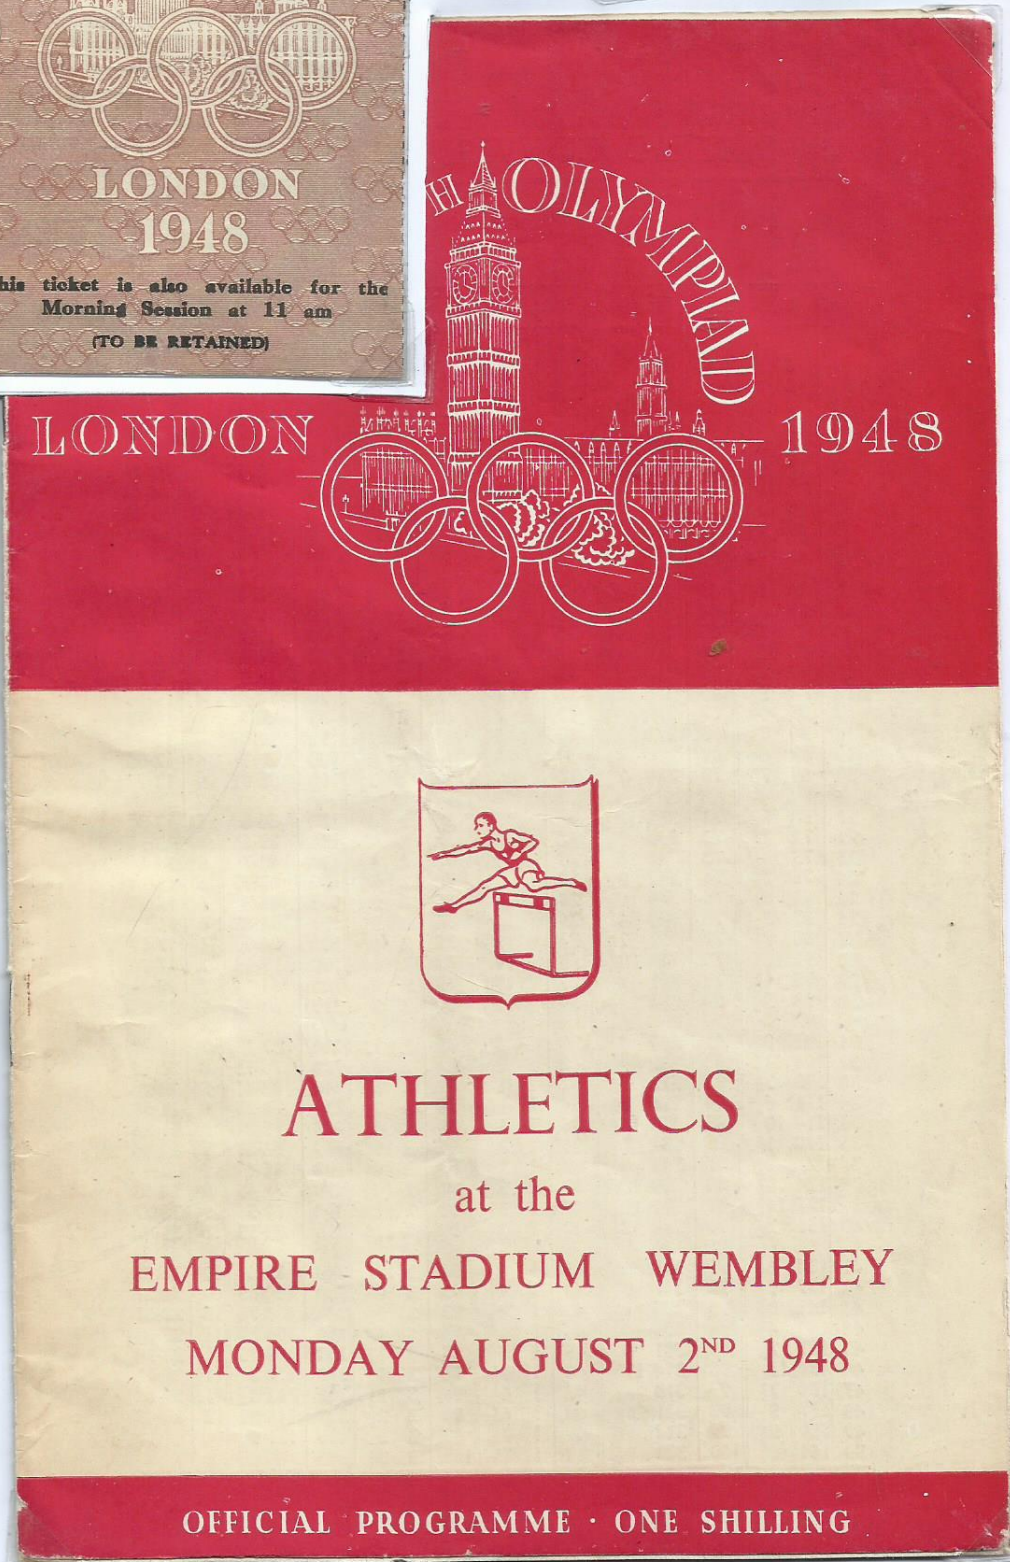 LONDON
1948
his ticket is also available for the
Morning Session at 11 am
(TO BE RETAINED)
H OLYMPIAD
LONDON 1948
ATHLETICS
at the
EMPIRE STADIUM WEMBLEY
MONDAY AUGUST 2ND 1948
OFFICIAL PROGRAMME · ONE SHILLING